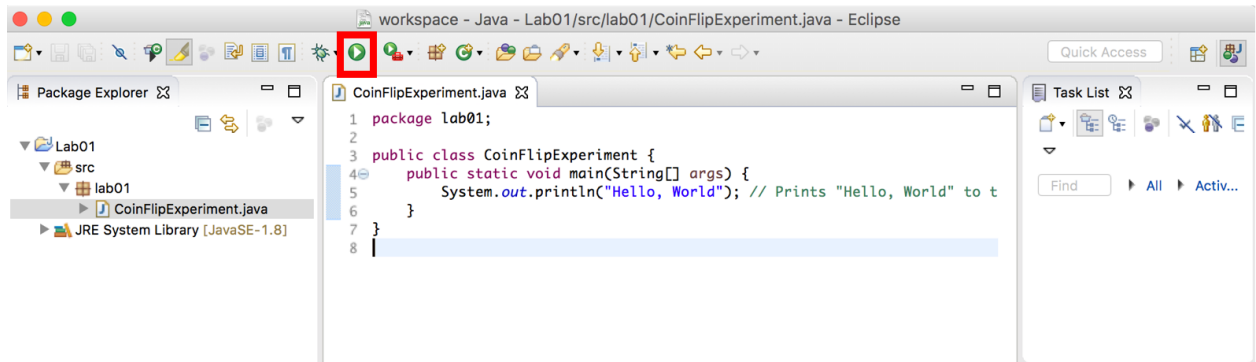 workspace - Java - Lab01/src/lab01/CoinFlipExperiment.java - Eclipse
Quick Access
Package Explorer
CoinFlipExperiment.java
Task List
Lab01
src
lab01
CoinFlipExperiment.java
JRE System Library [JavaSE-1.8]
1 package lab01;
2
3 public class CoinFlipExperiment {
4 public static void main(String[] args) {
5 System.out.println("Hello, World"); // Prints "Hello, World" to t
6 }
7 }
8
Find All Activ...